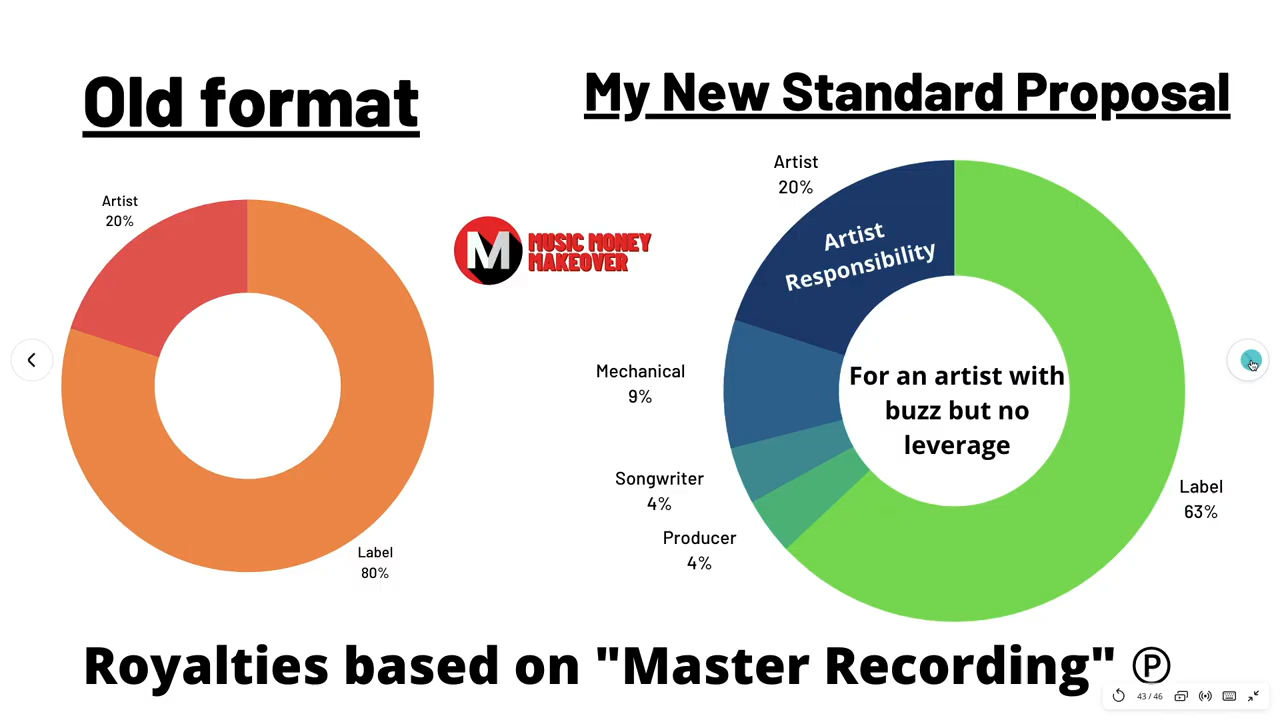 Old format
My New Standard Proposal
Artist
20%
Label
80%
M
MUSIC MONEY
MAKEOVER
Artist
20%
Artist
Responsibility
Mechanical
9%
Songwriter
4%
Producer
4%
Label
63%
For an artist with
buzz but no
leverage
Royalties based on "Master Recording" ℗
43 / 46